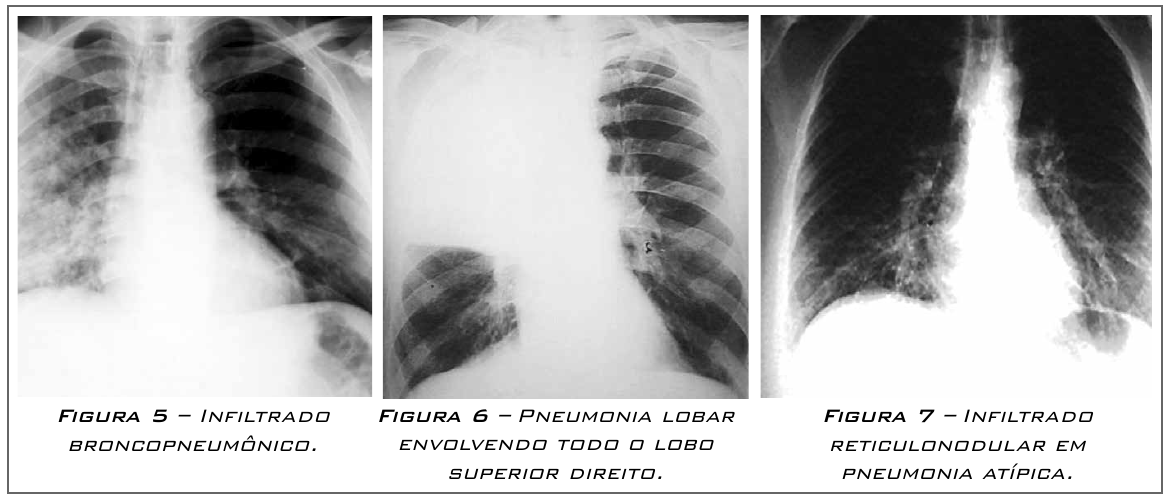 FIGURA 5 – INFILTRADO
BRONCOPNEUMÔNICO.
FIGURA 6 – PNEUMONIA LOBAR
ENVOLVENDO TODO O LOBO
SUPERIOR DIREITO.
FIGURA 7 – INFILTRADO
RETICULONODULAR EM
PNEUMONIA ATÍPICA.